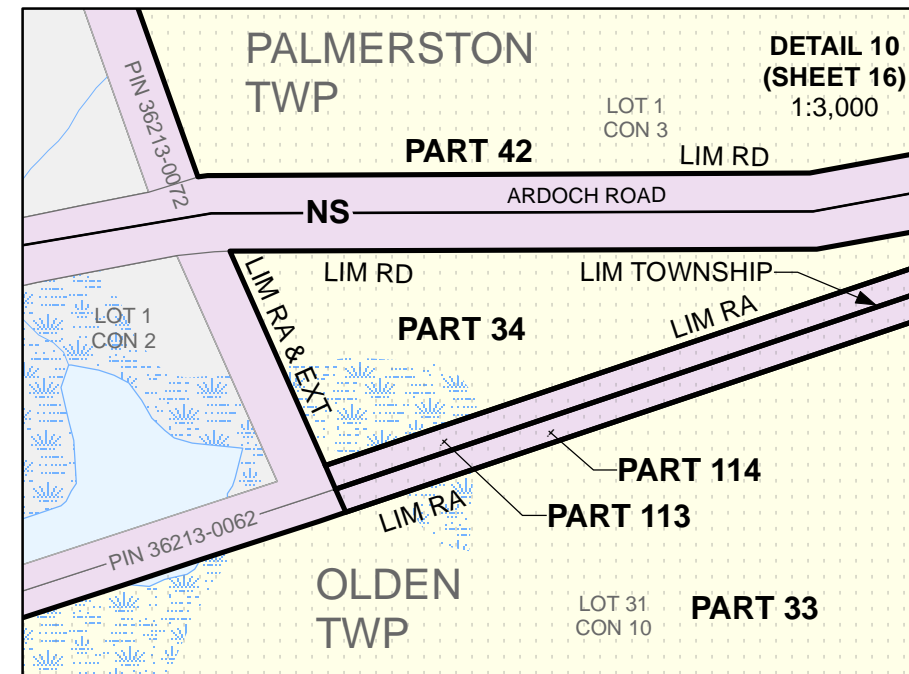 PALMERSTON
TWP
DETAIL 10
(SHEET 16)
1:3,000
PIN 36213-0072
LOT 1
CON 3
PART 42
LIM RD
ARDOCH ROAD
NS
LIM RD
LIM TOWNSHIP
LIM RA & EXT
LOT 1
CON 2
PART 34
LIM RA
PART 114
LIM RA
PART 113
PIN 36213-0062
OLDEN
TWP
LOT 31
CON 10
PART 33